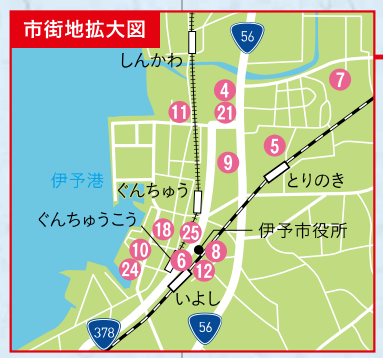 市街地拡大図
56
しんかわ
7
4
11
21
5
9
とりのき
伊予港
ぐんちゅう
ぐんちゅうこう
18
25
伊予市役所
10
8
6
24
12
いよし
378
56